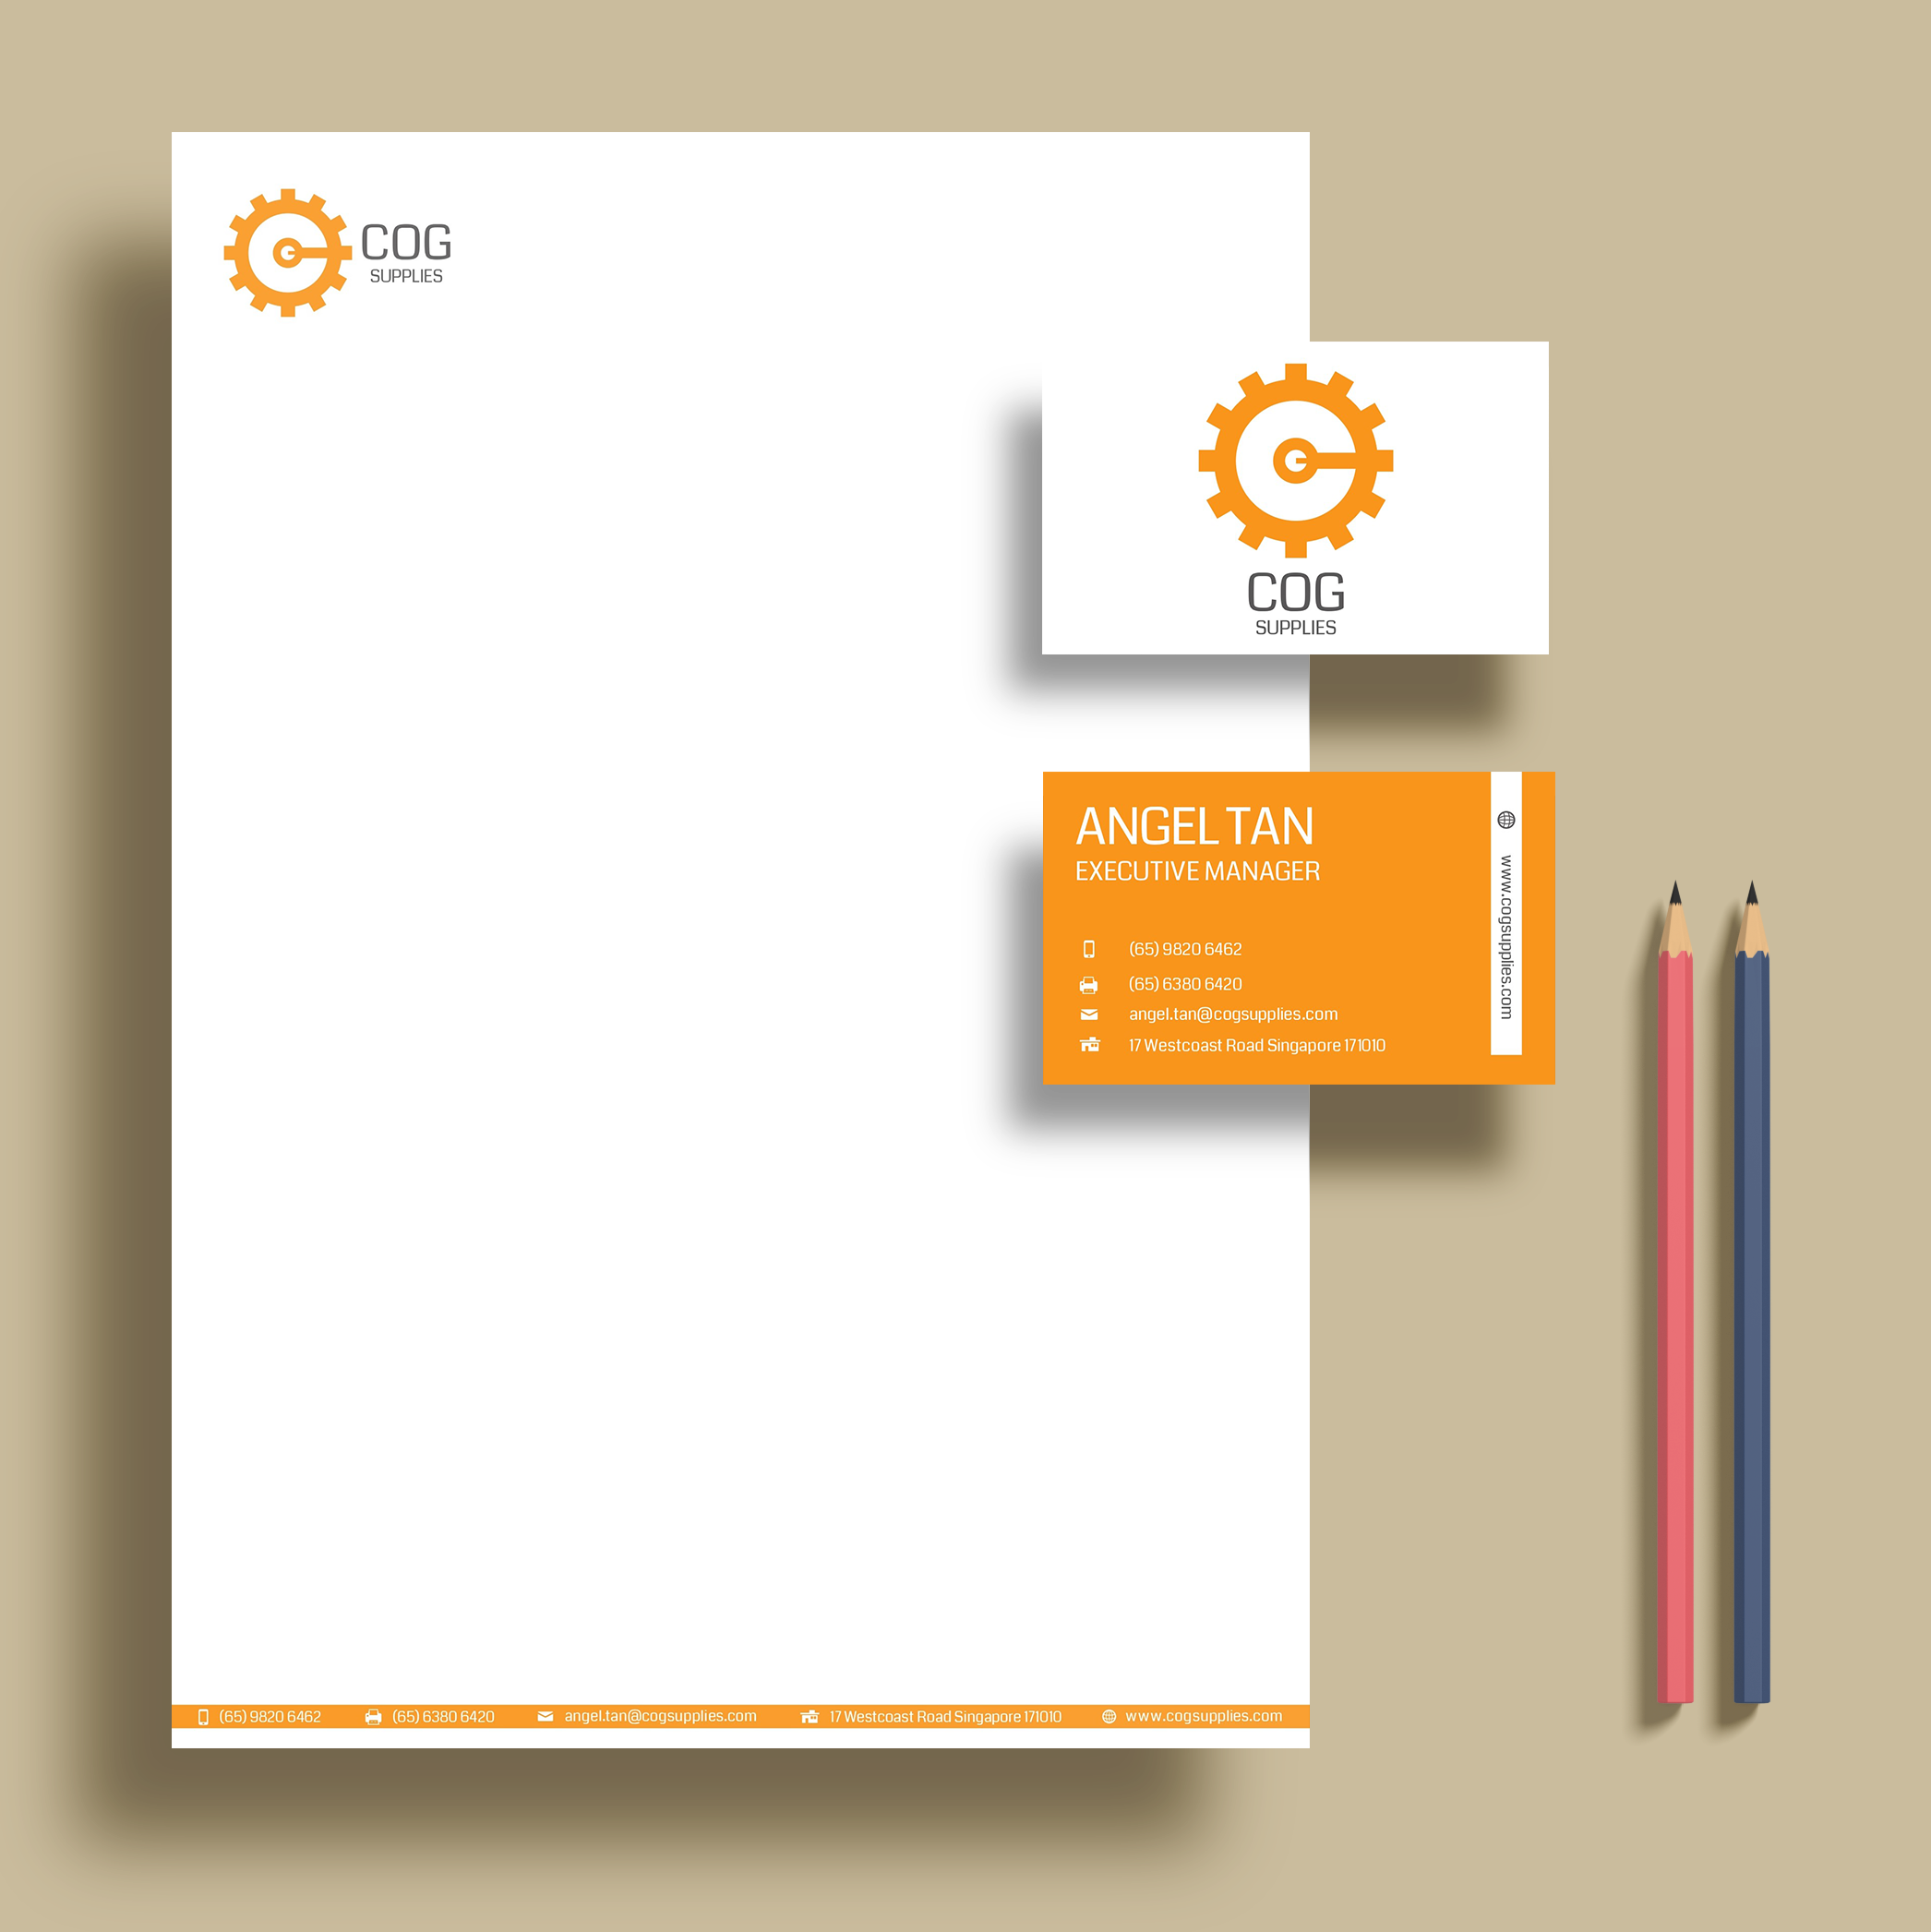 COG
SUPPLIES
COG
SUPPLIES
ANGEL TAN
EXECUTIVE MANAGER
(65) 9820 6462
(65) 6380 6420
angel.tan@cogsupplies.com
17 Westcoast Road Singapore 171010
www.cogsupplies.com
(65) 9820 6462
(65) 6380 6420
angel.tan@cogsupplies.com
17 Westcoast Road Singapore 171010
www.cogsupplies.com